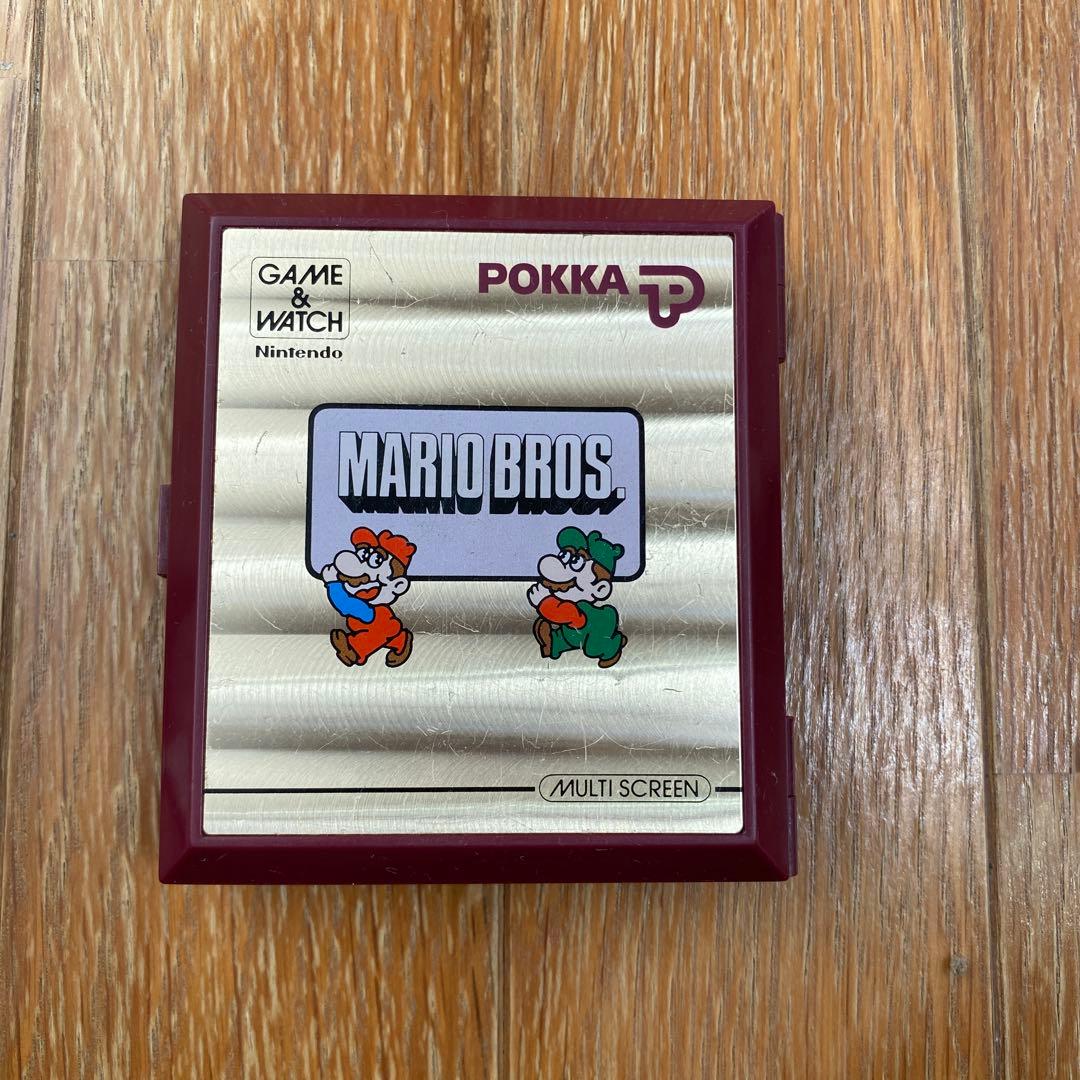 GAME
&
WATCH
Nintendo
POKKA
P
MARIO BROS.
MULTI SCREEN